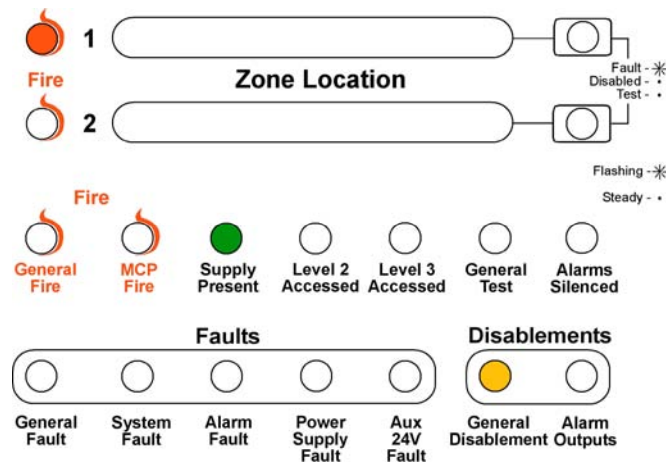 1
Fire
Zone Location
Fault - ✳
Disabled - •
Test - •
2
Flashing - ✳
Steady - •
Fire
General
Fire
MCP
Fire
Supply
Present
Level 2
Accessed
Level 3
Accessed
General
Test
Alarms
Silenced
Faults
Disablements
General
Fault
System
Fault
Alarm
Fault
Power
Supply
Fault
Aux
24V
Fault
General
Disablement
Alarm
Outputs